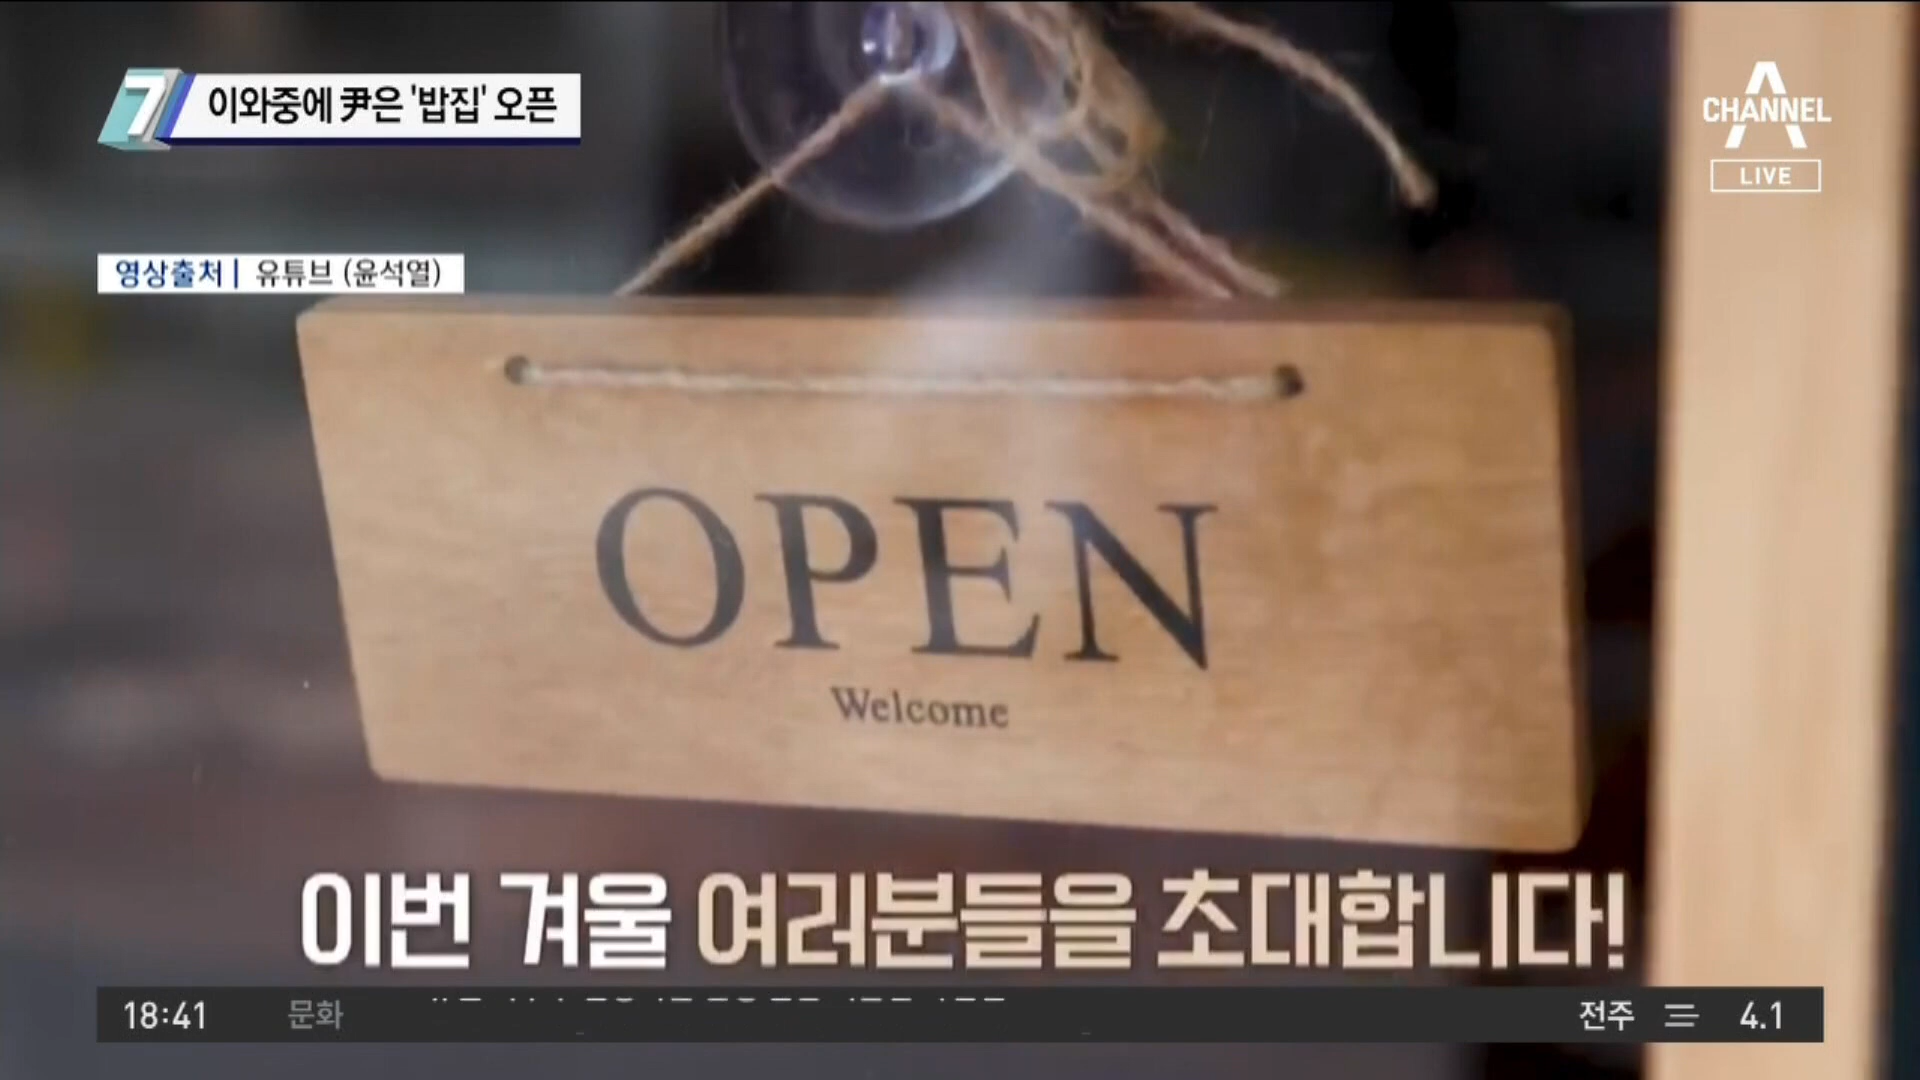 7 이와중에 尹은 '밥집' 오픈
CHANNEL A
LIVE
영상출처 | 유튜브 (윤석열)
OPEN
Welcome
이번 겨울 여러분들을 초대합니다!
18:41 문화 전주 4.1